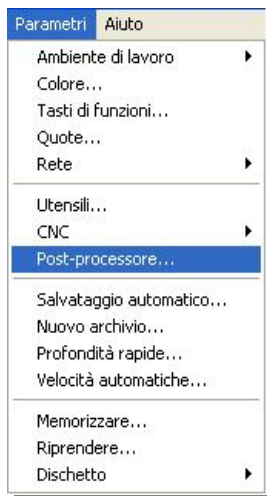 Parametri Aiuto
Ambiente di lavoro
Colore...
Tasti di funzioni...
Quote...
Rete
Utensili...
CNC
Post-processore...
Salvataggio automatico...
Nuovo archivio...
Profondità rapide...
Velocità automatiche...
Memorizzare...
Riprendere...
Dischetto